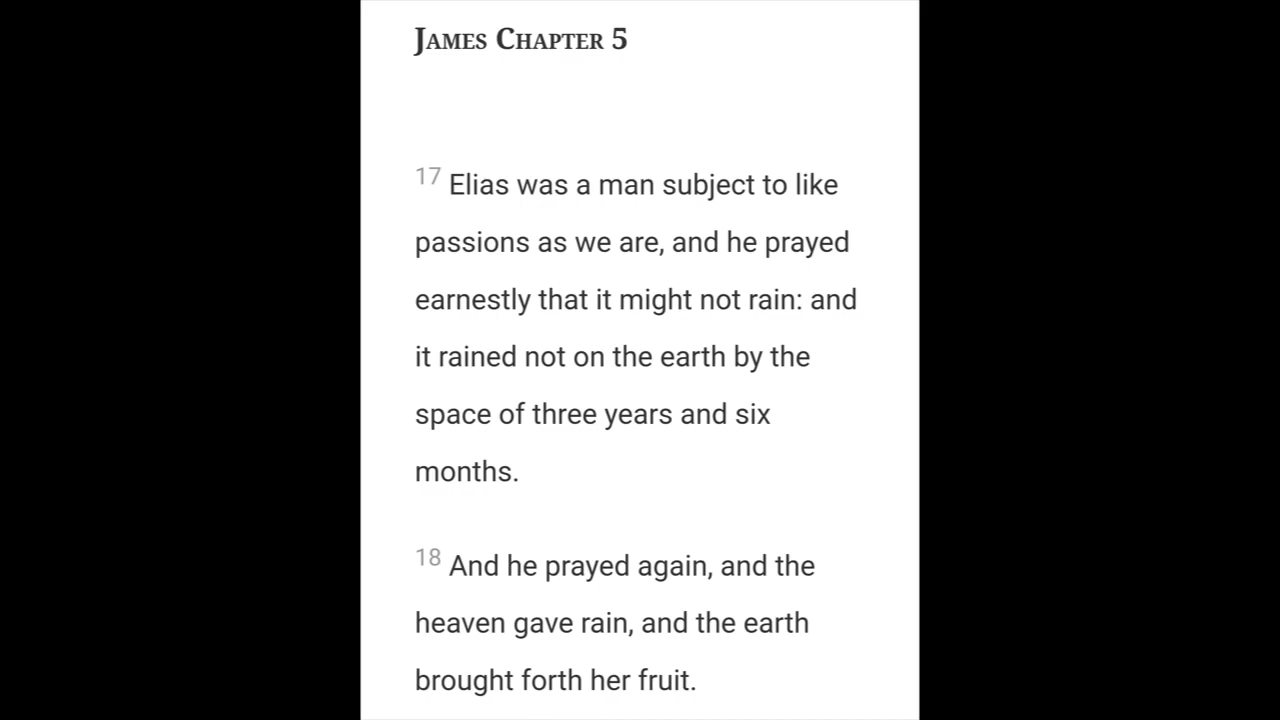 James Chapter 5
17 Elias was a man subject to like
passions as we are, and he prayed
earnestly that it might not rain: and
it rained not on the earth by the
space of three years and six
months.
18 And he prayed again, and the
heaven gave rain, and the earth
brought forth her fruit.